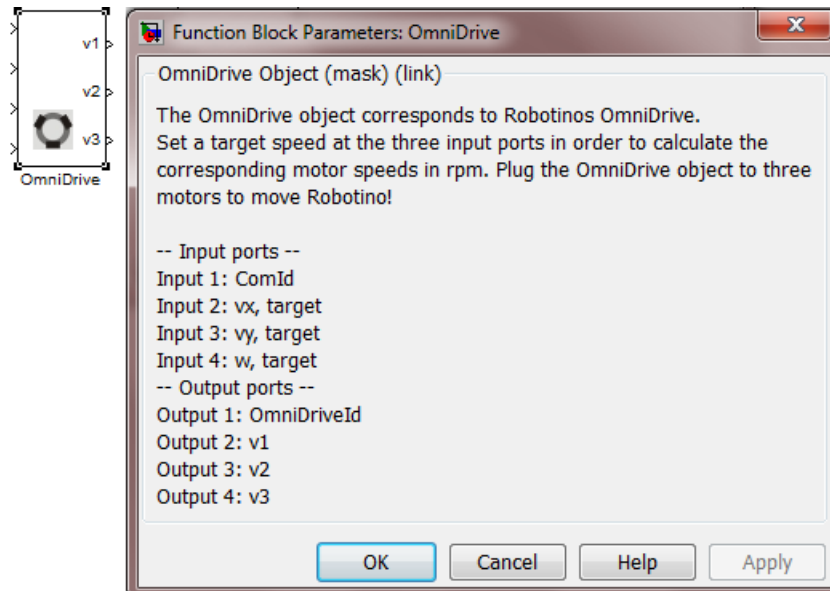 v1
v2
v3
OmniDrive
Function Block Parameters: OmniDrive
OmniDrive Object (mask) (link)
The OmniDrive object corresponds to Robotinos OmniDrive.
Set a target speed at the three input ports in order to calculate the
corresponding motor speeds in rpm. Plug the OmniDrive object to three
motors to move Robotino!
-- Input ports --
Input 1: ComId
Input 2: vx, target
Input 3: vy, target
Input 4: w, target
-- Output ports --
Output 1: OmniDriveId
Output 2: v1
Output 3: v2
Output 4: v3
OK Cancel Help Apply